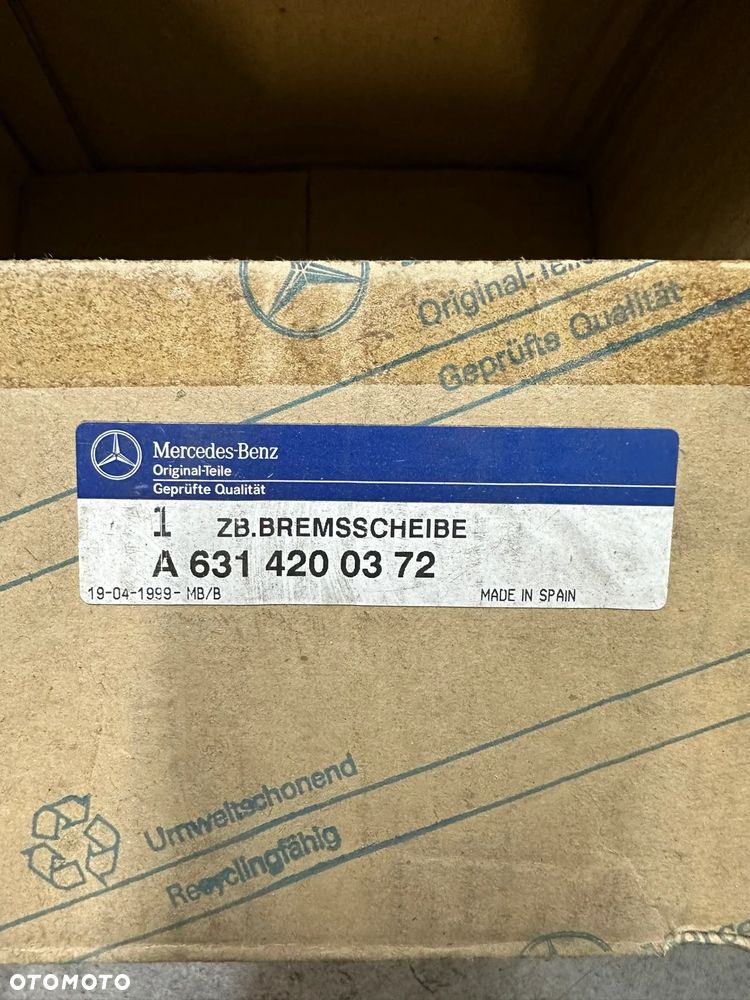 Original-Teile
Geprüfte Qualität
Mercedes-Benz
Original-Teile
Geprüfte Qualität
1 ZB.BREMSSCHEIBE
A 631 420 03 72
19-04-1999- MB/B MADE IN SPAIN
Umweltschonend
Recyclingfähig
OTOMOTO